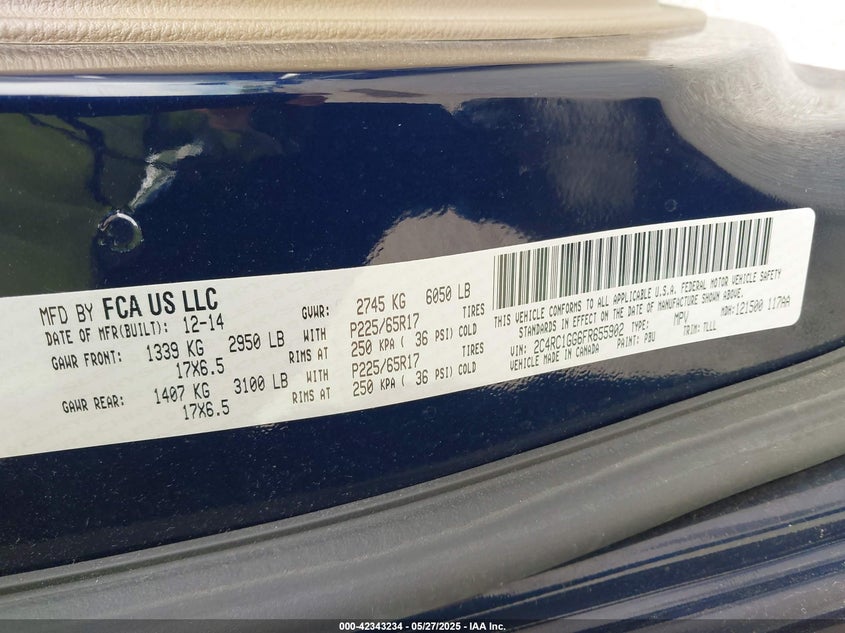 MFD BY FCA US LLC
DATE OF MFR(BUILT): 12-14
GVWR: 2745 KG 6050 LB
GAWR FRONT: 1339 KG 2950 LB WITH P225/65R17 TIRES
17X6.5 RIMS AT 250 KPA ( 36 PSI) COLD
GAWR REAR: 1407 KG 3100 LB WITH P225/65R17 TIRES
17X6.5 RIMS AT 250 KPA ( 36 PSI) COLD
THIS VEHICLE CONFORMS TO ALL APPLICABLE U.S.A. FEDERAL MOTOR VEHICLE SAFETY
STANDARDS IN EFFECT ON THE DATE OF MANUFACTURE SHOWN ABOVE.
VIN: 2C4RC1GG6FR655902 TYPE: MPV MDH:121500 117AA
VEHICLE MADE IN CANADA PAINT: PBU TRIM: TLLL
000-42343234 — 05/27/2025 — IAA Inc.